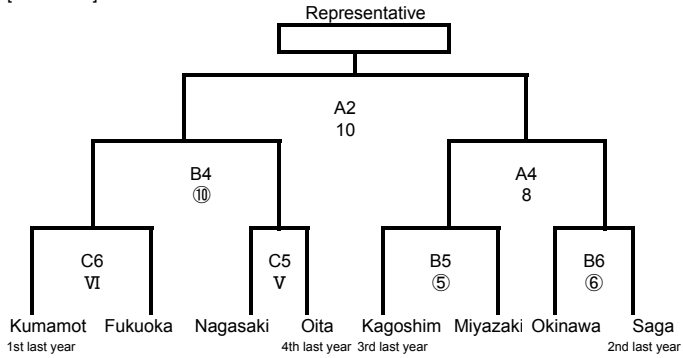 Representative
A2
10
B4
⑩
A4
8
C6
Ⅵ
C5
Ⅴ
B5
⑤
B6
⑥
Kumamot Fukuoka Nagasaki Oita Kagoshim Miyazaki Okinawa Saga
1st last year 4th last year 3rd last year 2nd last year